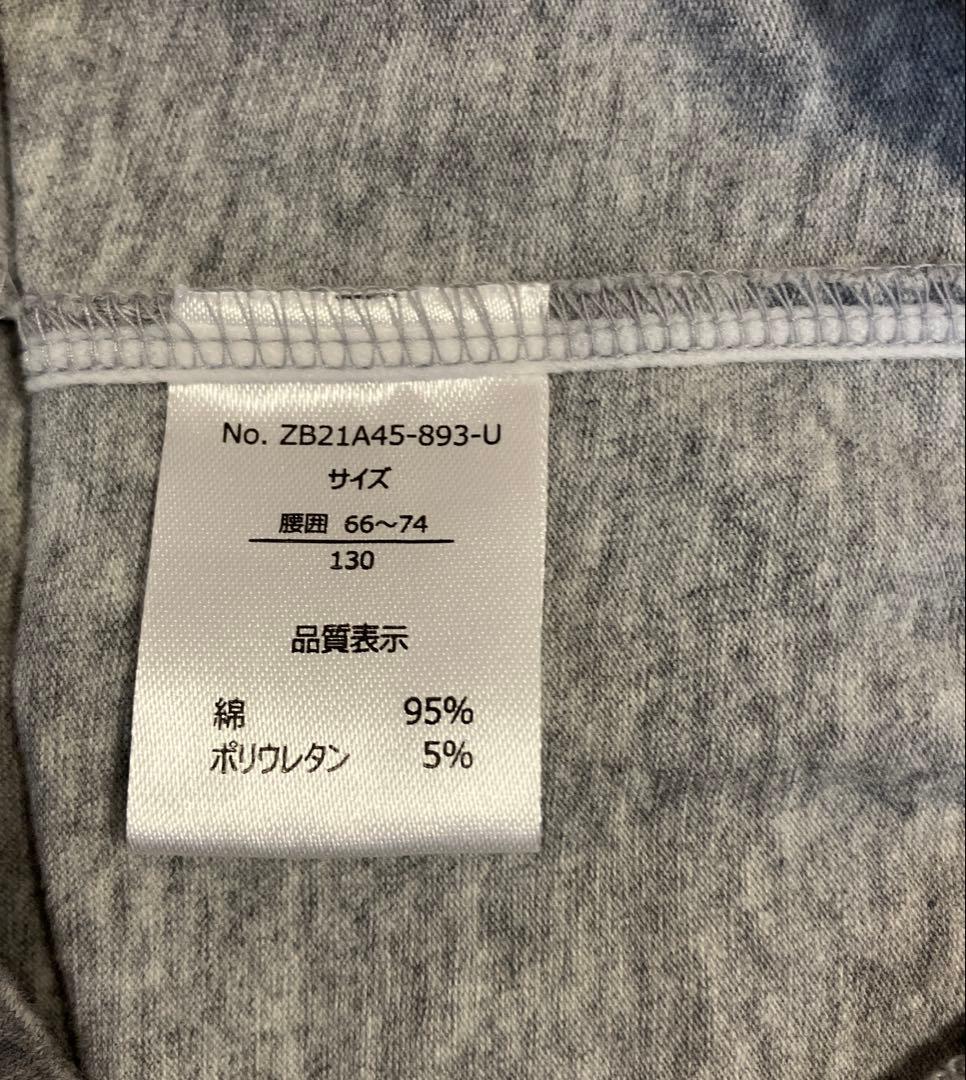 No. ZB21A45-893-U
サイズ
腰囲 66〜74
130
品質表示
綿 95%
ポリウレタン 5%